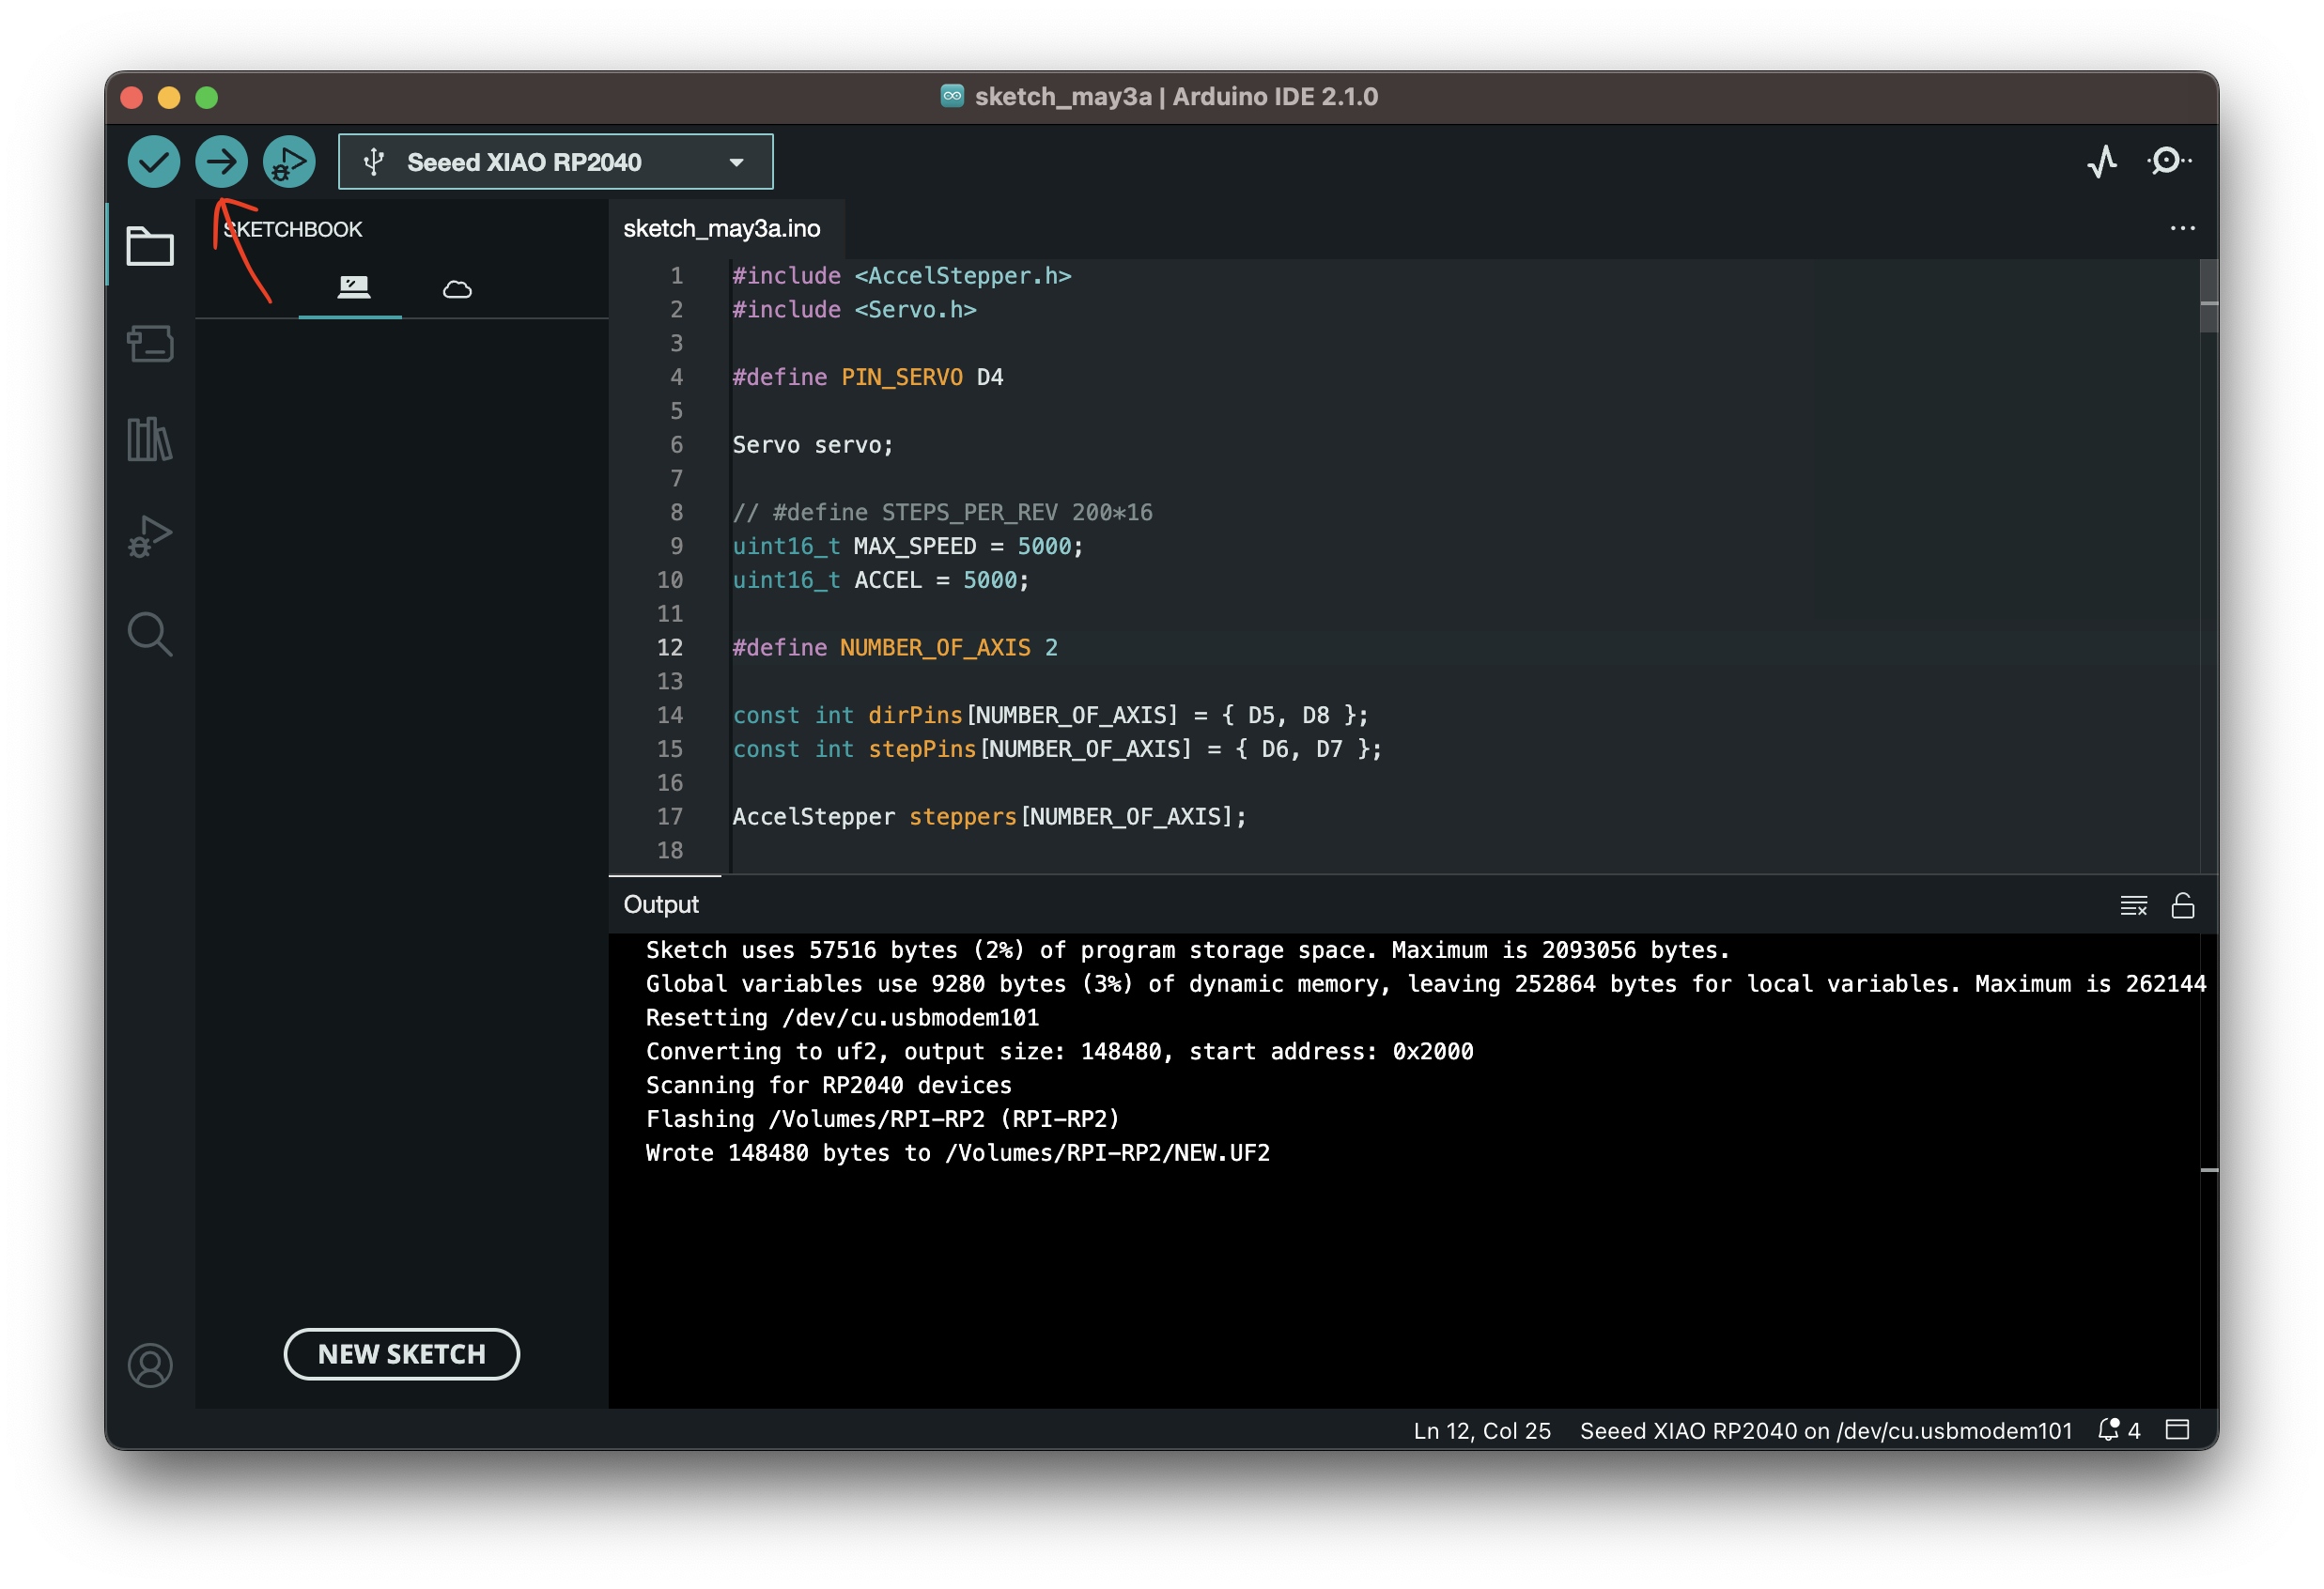 sketch_may3a | Arduino IDE 2.1.0
Seeed XIAO RP2040
SKETCHBOOK
sketch_may3a.ino
1 #include <AccelStepper.h>
2 #include <Servo.h>
3
4 #define PIN_SERVO D4
5
6 Servo servo;
7
8 // #define STEPS_PER_REV 200*16
9 uint16_t MAX_SPEED = 5000;
10 uint16_t ACCEL = 5000;
11
12 #define NUMBER_OF_AXIS 2
13
14 const int dirPins[NUMBER_OF_AXIS] = { D5, D8 };
15 const int stepPins[NUMBER_OF_AXIS] = { D6, D7 };
16
17 AccelStepper steppers[NUMBER_OF_AXIS];
18
Output
Sketch uses 57516 bytes (2%) of program storage space. Maximum is 2093056 bytes.
Global variables use 9280 bytes (3%) of dynamic memory, leaving 252864 bytes for local variables. Maximum is 262144
Resetting /dev/cu.usbmodem101
Converting to uf2, output size: 148480, start address: 0x2000
Scanning for RP2040 devices
Flashing /Volumes/RPI-RP2 (RPI-RP2)
Wrote 148480 bytes to /Volumes/RPI-RP2/NEW.UF2
NEW SKETCH
Ln 12, Col 25 Seeed XIAO RP2040 on /dev/cu.usbmodem101 4